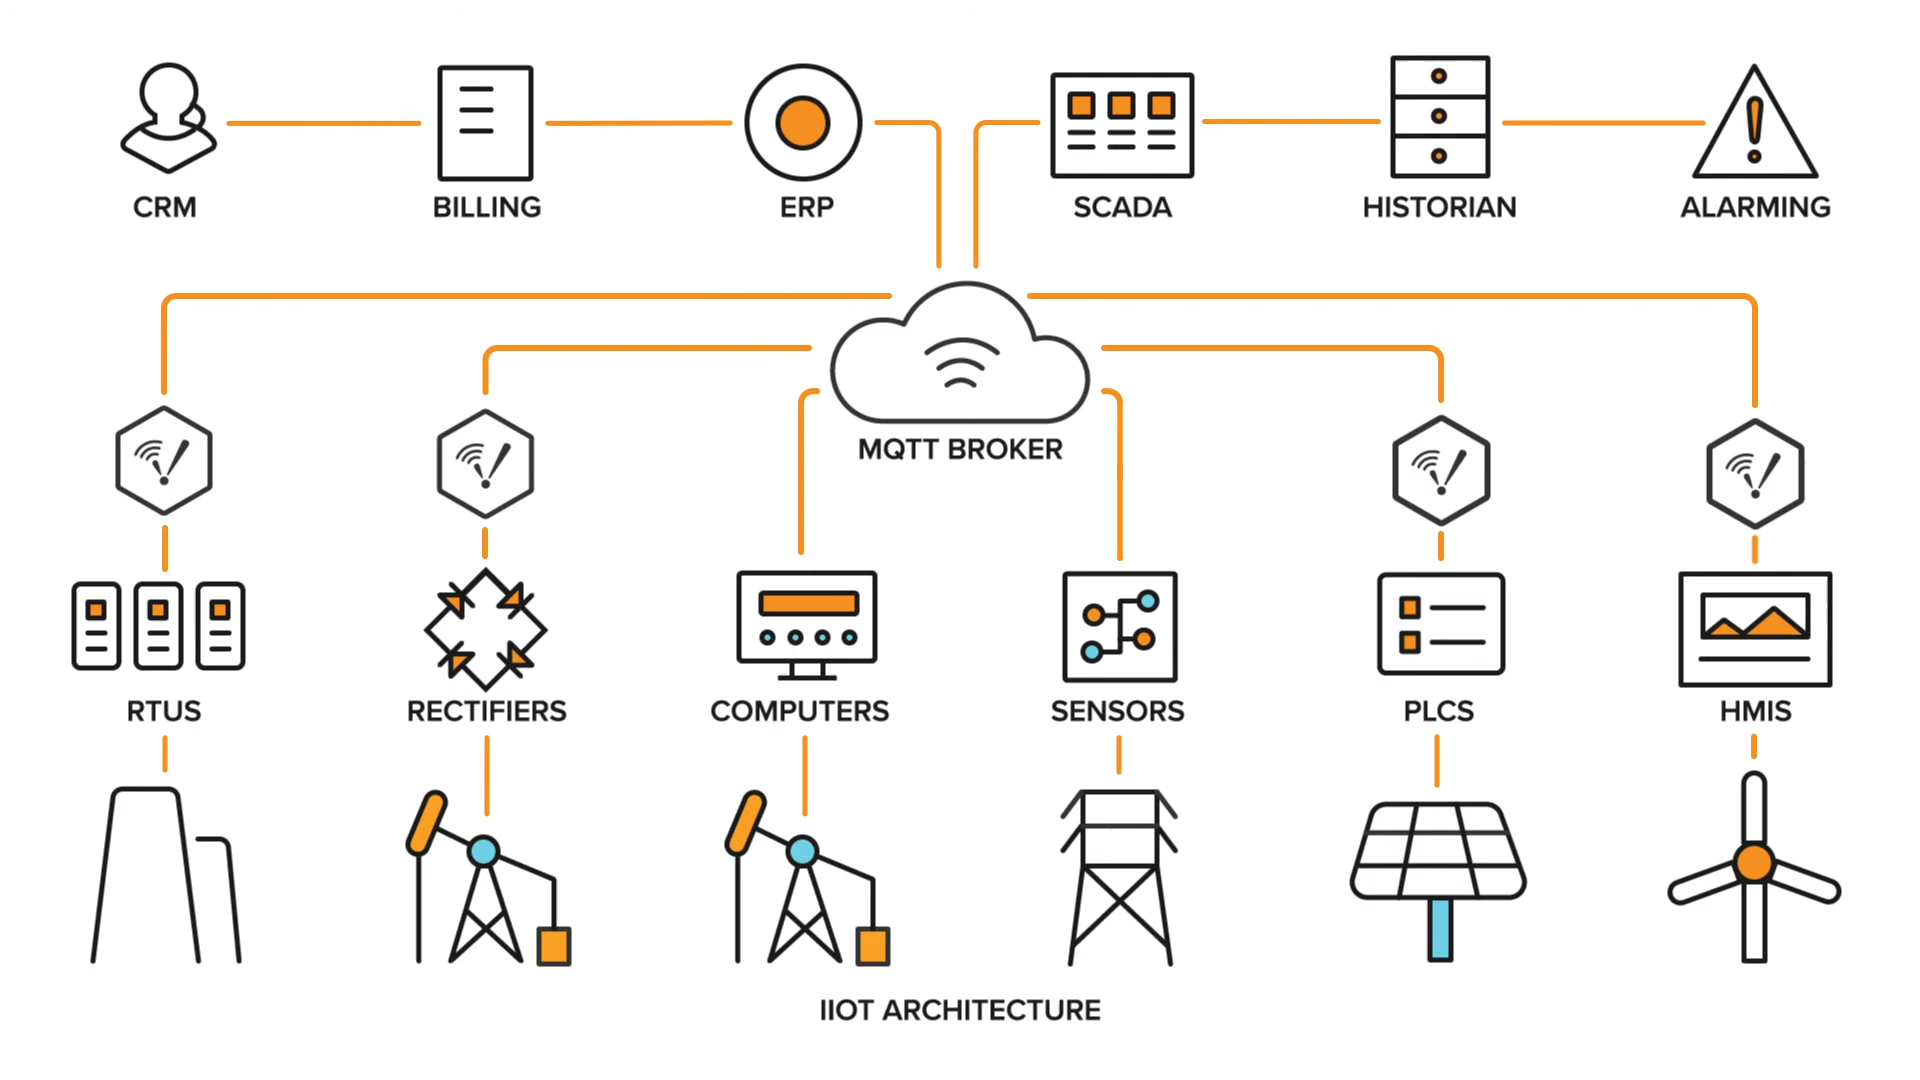 CRM
BILLING
ERP
SCADA
HISTORIAN
ALARMING
MQTT BROKER
RTUS
RECTIFIERS
COMPUTERS
SENSORS
PLCS
HMIS
IIOT ARCHITECTURE